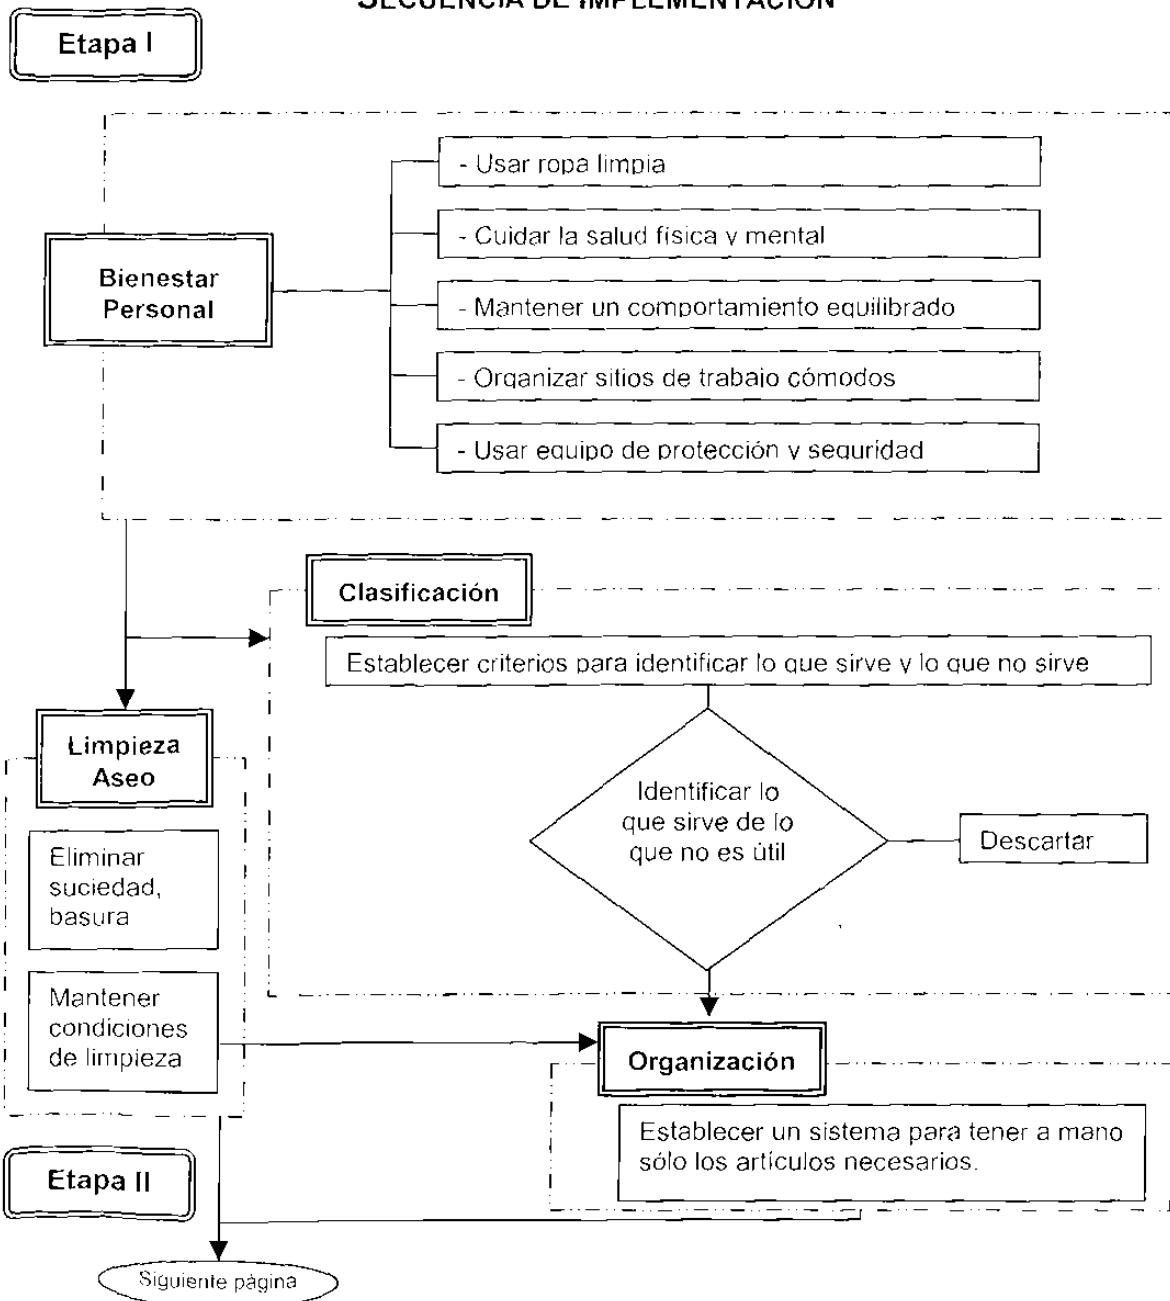 SECUENCIA DE IMPLEMENTACIÓN
Etapa I
- Usar ropa limpia
- Cuidar la salud física y mental
Bienestar
Personal
- Mantener un comportamiento equilibrado
- Organizar sitios de trabajo cómodos
- Usar equipo de protección y seguridad
Clasificación
Establecer criterios para identificar lo que sirve y lo que no sirve
Limpieza
Aseo
Identificar lo
que sirve de lo
que no es útil
Descartar
Eliminar
suciedad,
basura
Mantener
condiciones
de limpieza
Organización
Establecer un sistema para tener a mano
sólo los artículos necesarios.
Etapa II
Siguiente página